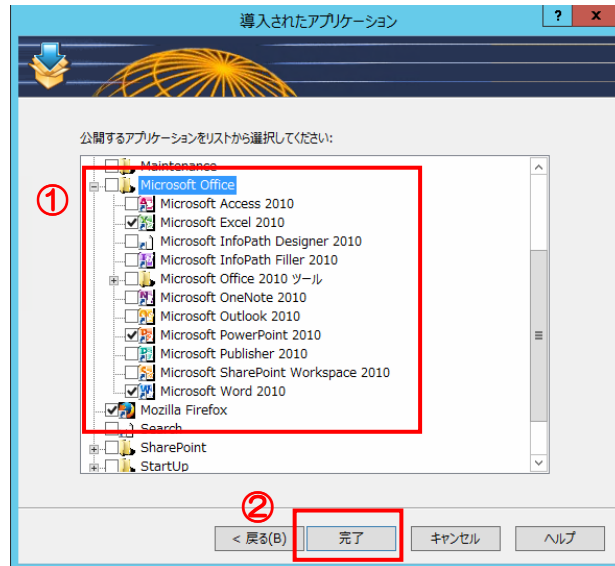 導入されたアプリケーション
? x
公開するアプリケーションをリストから選択してください:
Maintenance
①
Microsoft Office
Microsoft Access 2010
Microsoft Excel 2010
Microsoft InfoPath Designer 2010
Microsoft InfoPath Filler 2010
Microsoft Office 2010 ツール
Microsoft OneNote 2010
Microsoft Outlook 2010
Microsoft PowerPoint 2010
Microsoft Publisher 2010
Microsoft SharePoint Workspace 2010
Microsoft Word 2010
Mozilla Firefox
Search
SharePoint
StartUp
②
< 戻る(B) 完了 キャンセル ヘルプ